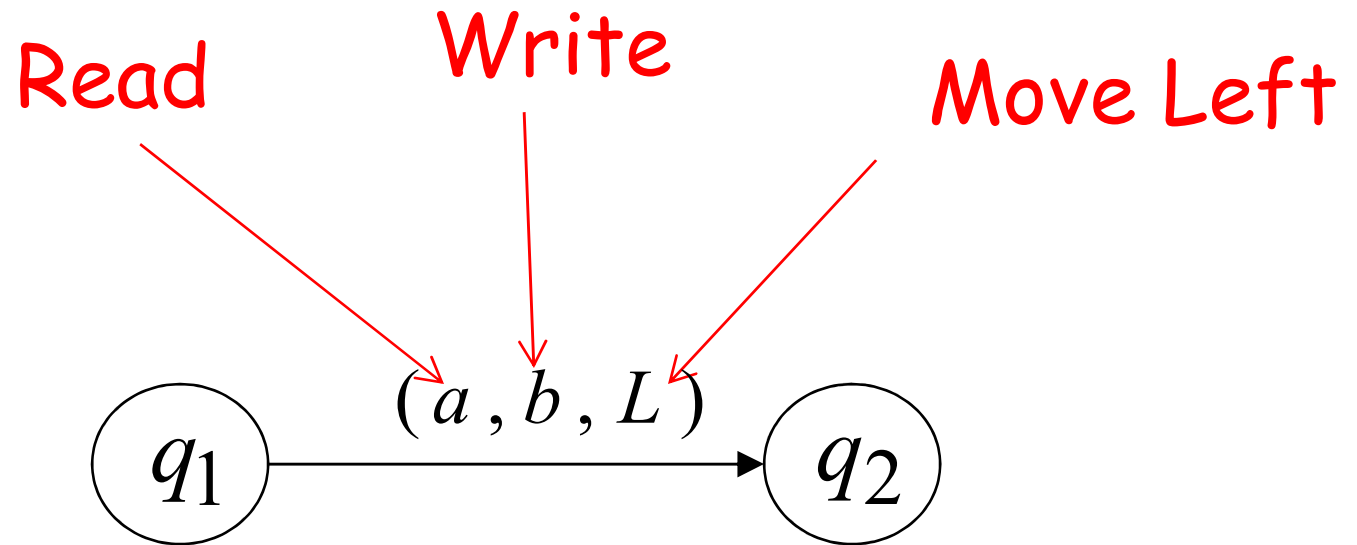 Read
Write
Move Left
(a, b, L)
q1
q2